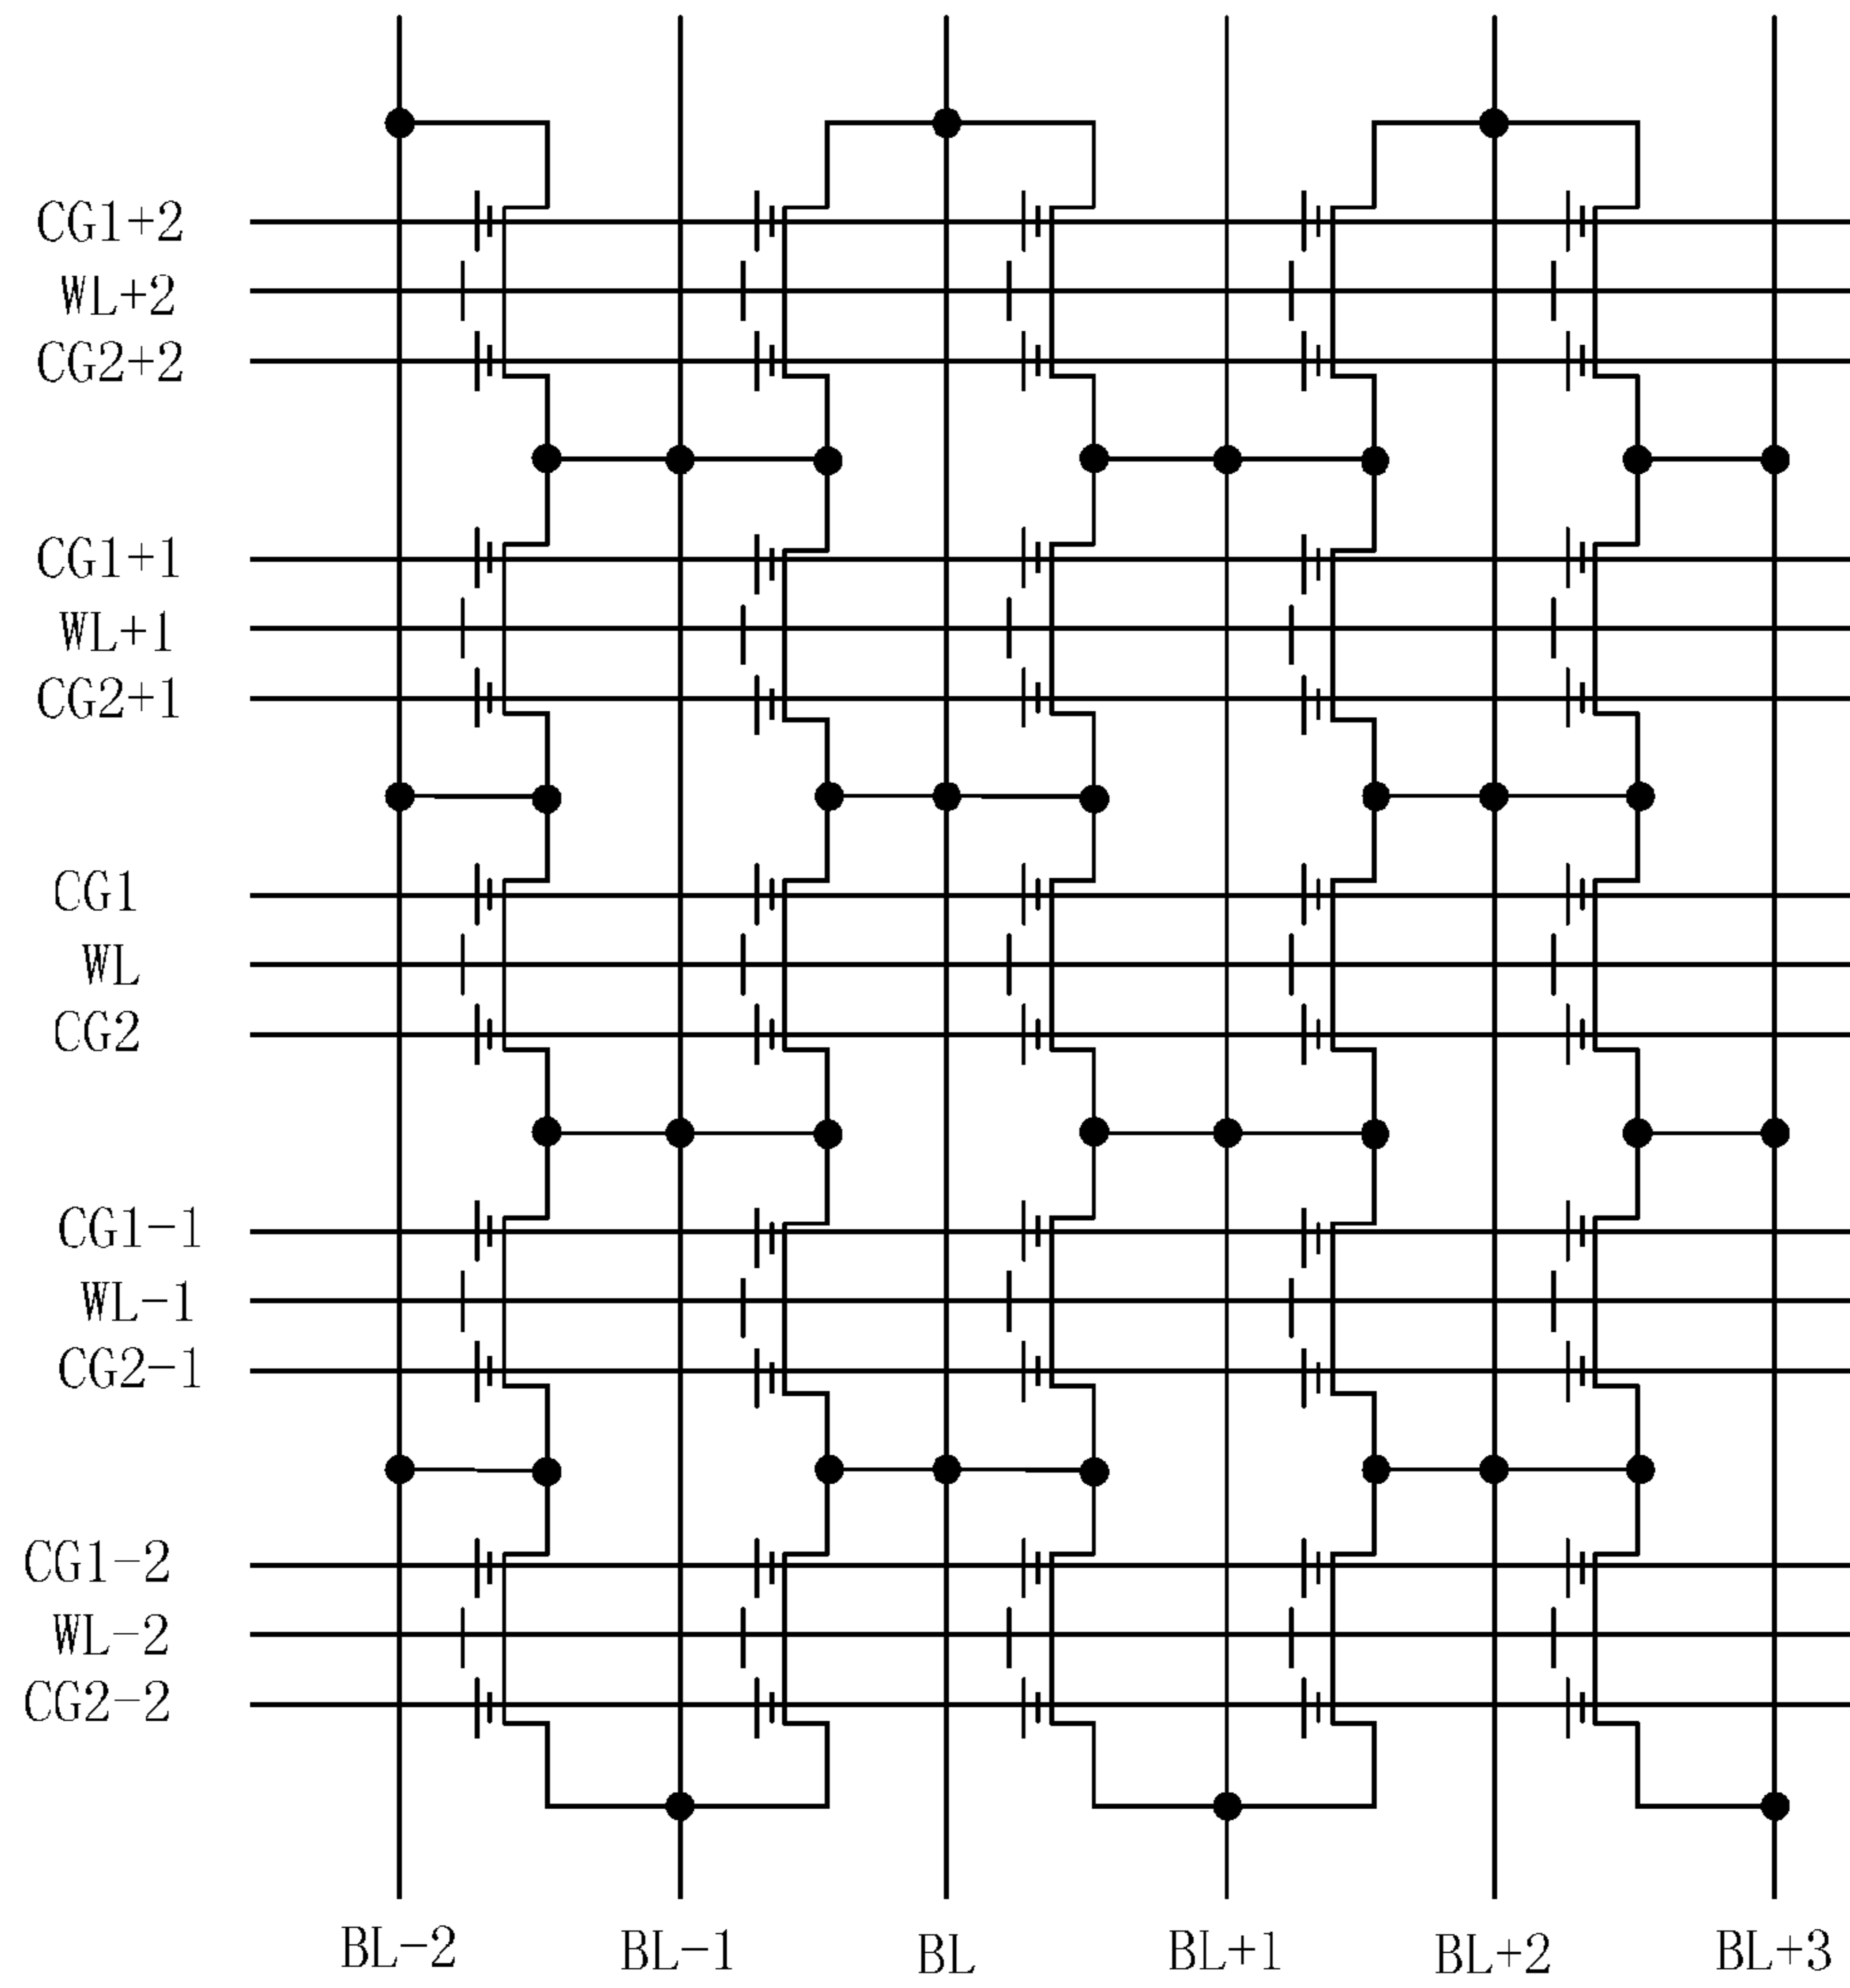 CG1+2
WL+2
CG2+2
CG1+1
WL+1
CG2+1
CG1
WL
CG2
CG1-1
WL-1
CG2-1
CG1-2
WL-2
CG2-2
BL-2 BL-1 BL BL+1 BL+2 BL+3